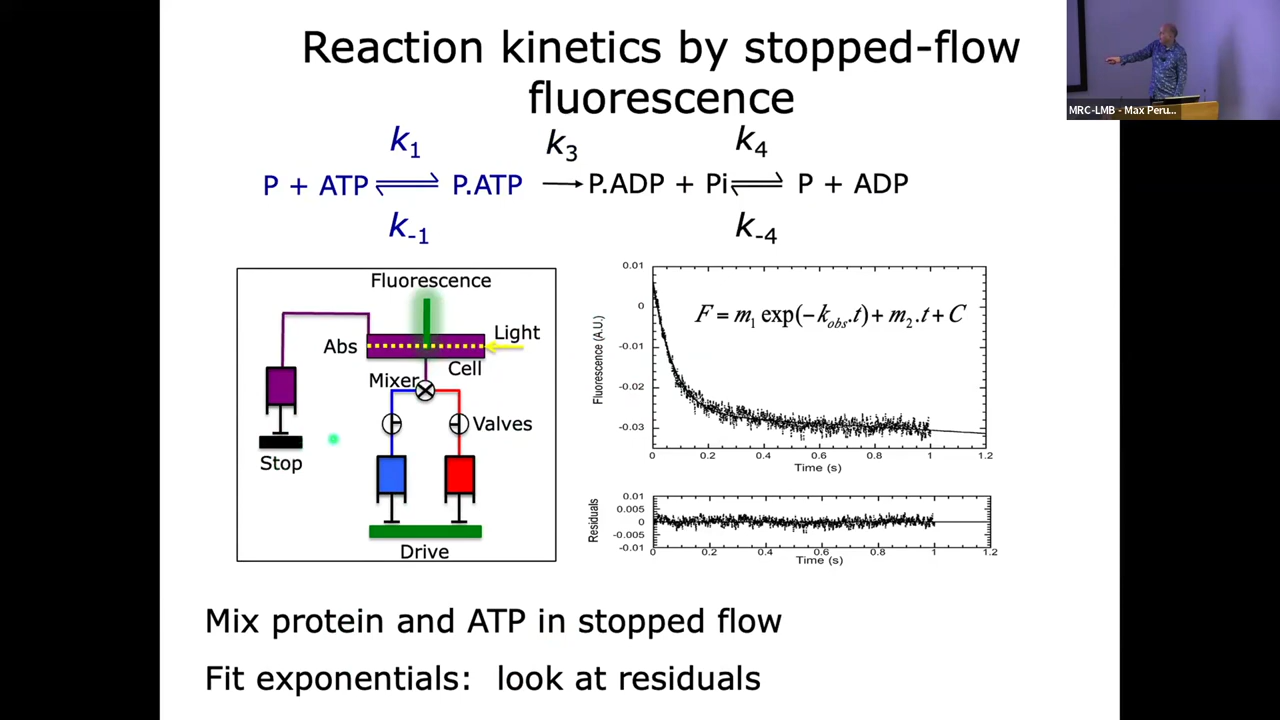 Reaction kinetics by stopped-flow
fluorescence
k1 k3 k4
P + ATP ⇌ P.ATP → P.ADP + Pi ⇌ P + ADP
k-1 k-4
MRC-LMB - Max Peru...
Fluorescence
Light
Abs
Cell
Mixer
Valves
Stop
Drive
F = m1 exp(−kobs.t) + m2.t + C
Fluorescence (A.U.)
0.01
0
-0.01
-0.02
-0.03
0 0.2 0.4 0.6 0.8 1 1.2
Time (s)
Residuals
0.01
0.005
0
-0.005
-0.01
0 0.2 0.4 0.6 0.8 1 1.2
Time (s)
Mix protein and ATP in stopped flow
Fit exponentials: look at residuals